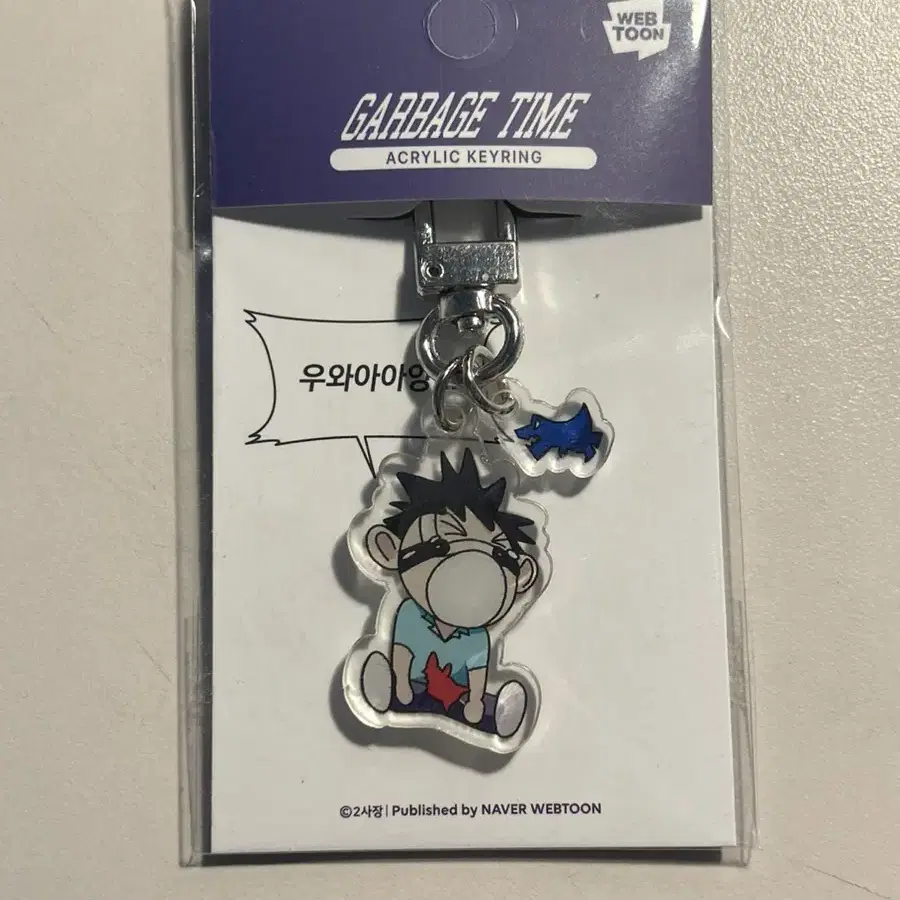 WEB
TOON
GARBAGE TIME
ACRYLIC KEYRING
우와아아앙
©2사장 | Published by NAVER WEBTOON